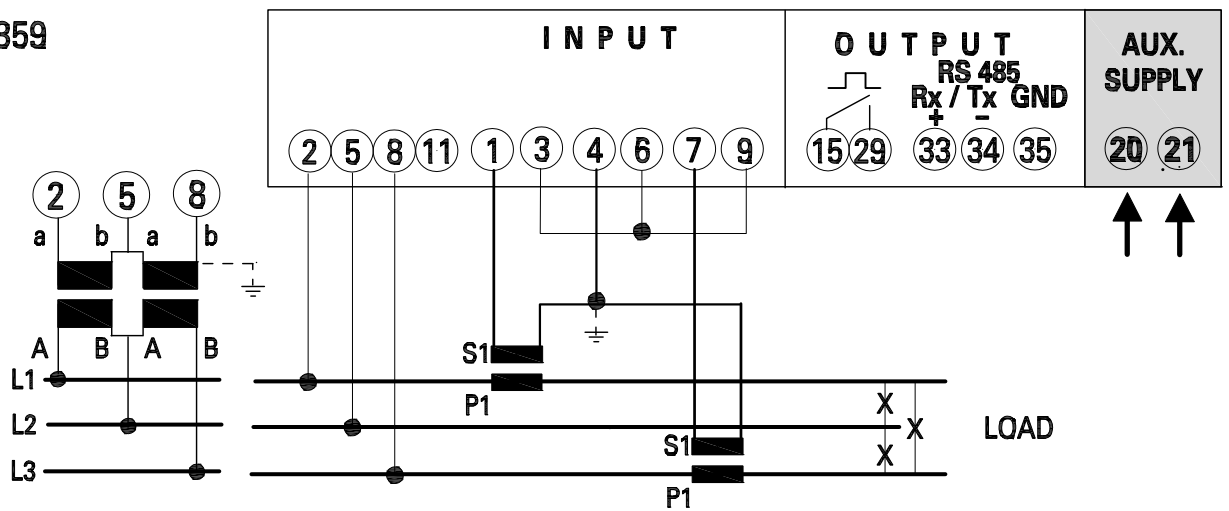 359
INPUT
OUTPUT
RS 485
Rx / Tx GND
+ −
AUX.
SUPPLY
2 5 8 11 1 3 4 6 7 9
15 29 33 34 35
20 21
2 5 8
a b a b
A B A B
S1
P1
L1
L2
L3
S1
P1
X
X
X
LOAD